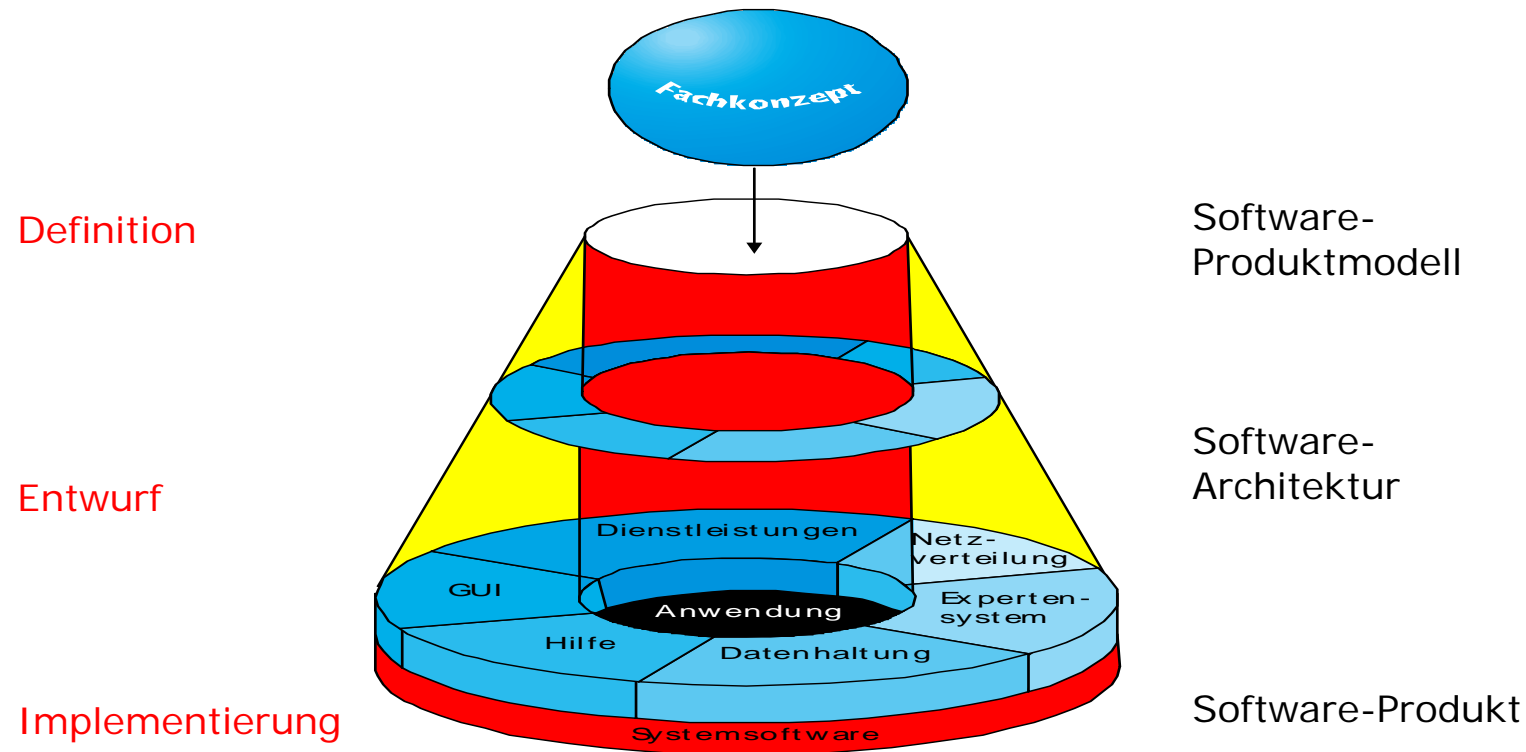 Fachkonzept
Definition
Software-
Produktmodell
Software-
Architektur
Entwurf
Dienstleistungen
Netz-
verteilung
GUI
Experten-
system
Anwendung
Hilfe
Datenhaltung
Implementierung
Systemsoftware
Software-Produkt